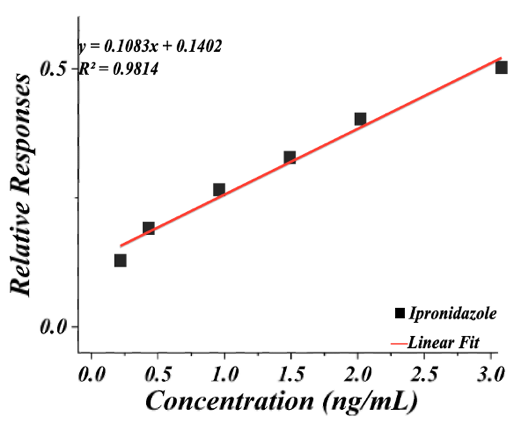 y = 0.1083x + 0.1402
R² = 0.9814
0.5
0.0
Relative Responses
Ipronidazole
Linear Fit
0.0 0.5 1.0 1.5 2.0 2.5 3.0
Concentration (ng/mL)